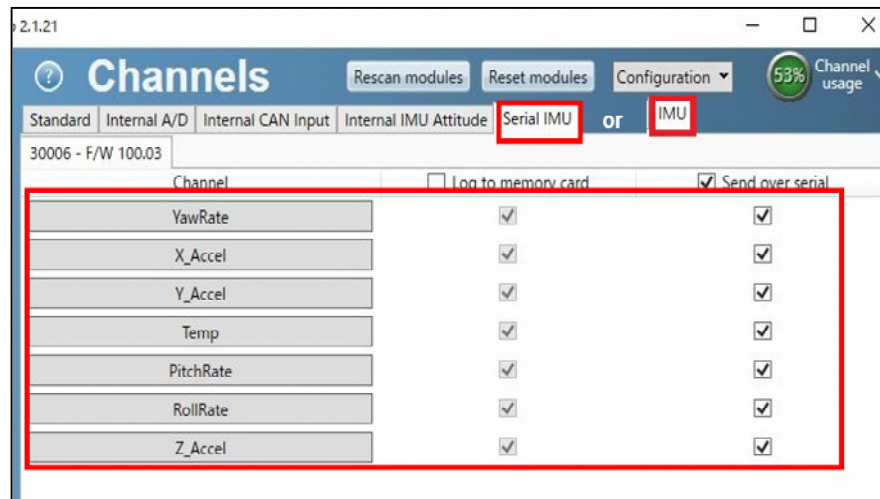 2.1.21
? Channels Rescan modules Reset modules Configuration 53% Channel usage
Standard Internal A/D Internal CAN Input Internal IMU Attitude Serial IMU or IMU
30006 - F/W 100.03
Channel Log to memory card Send over serial
YawRate
X_Accel
Y_Accel
Temp
PitchRate
RollRate
Z_Accel